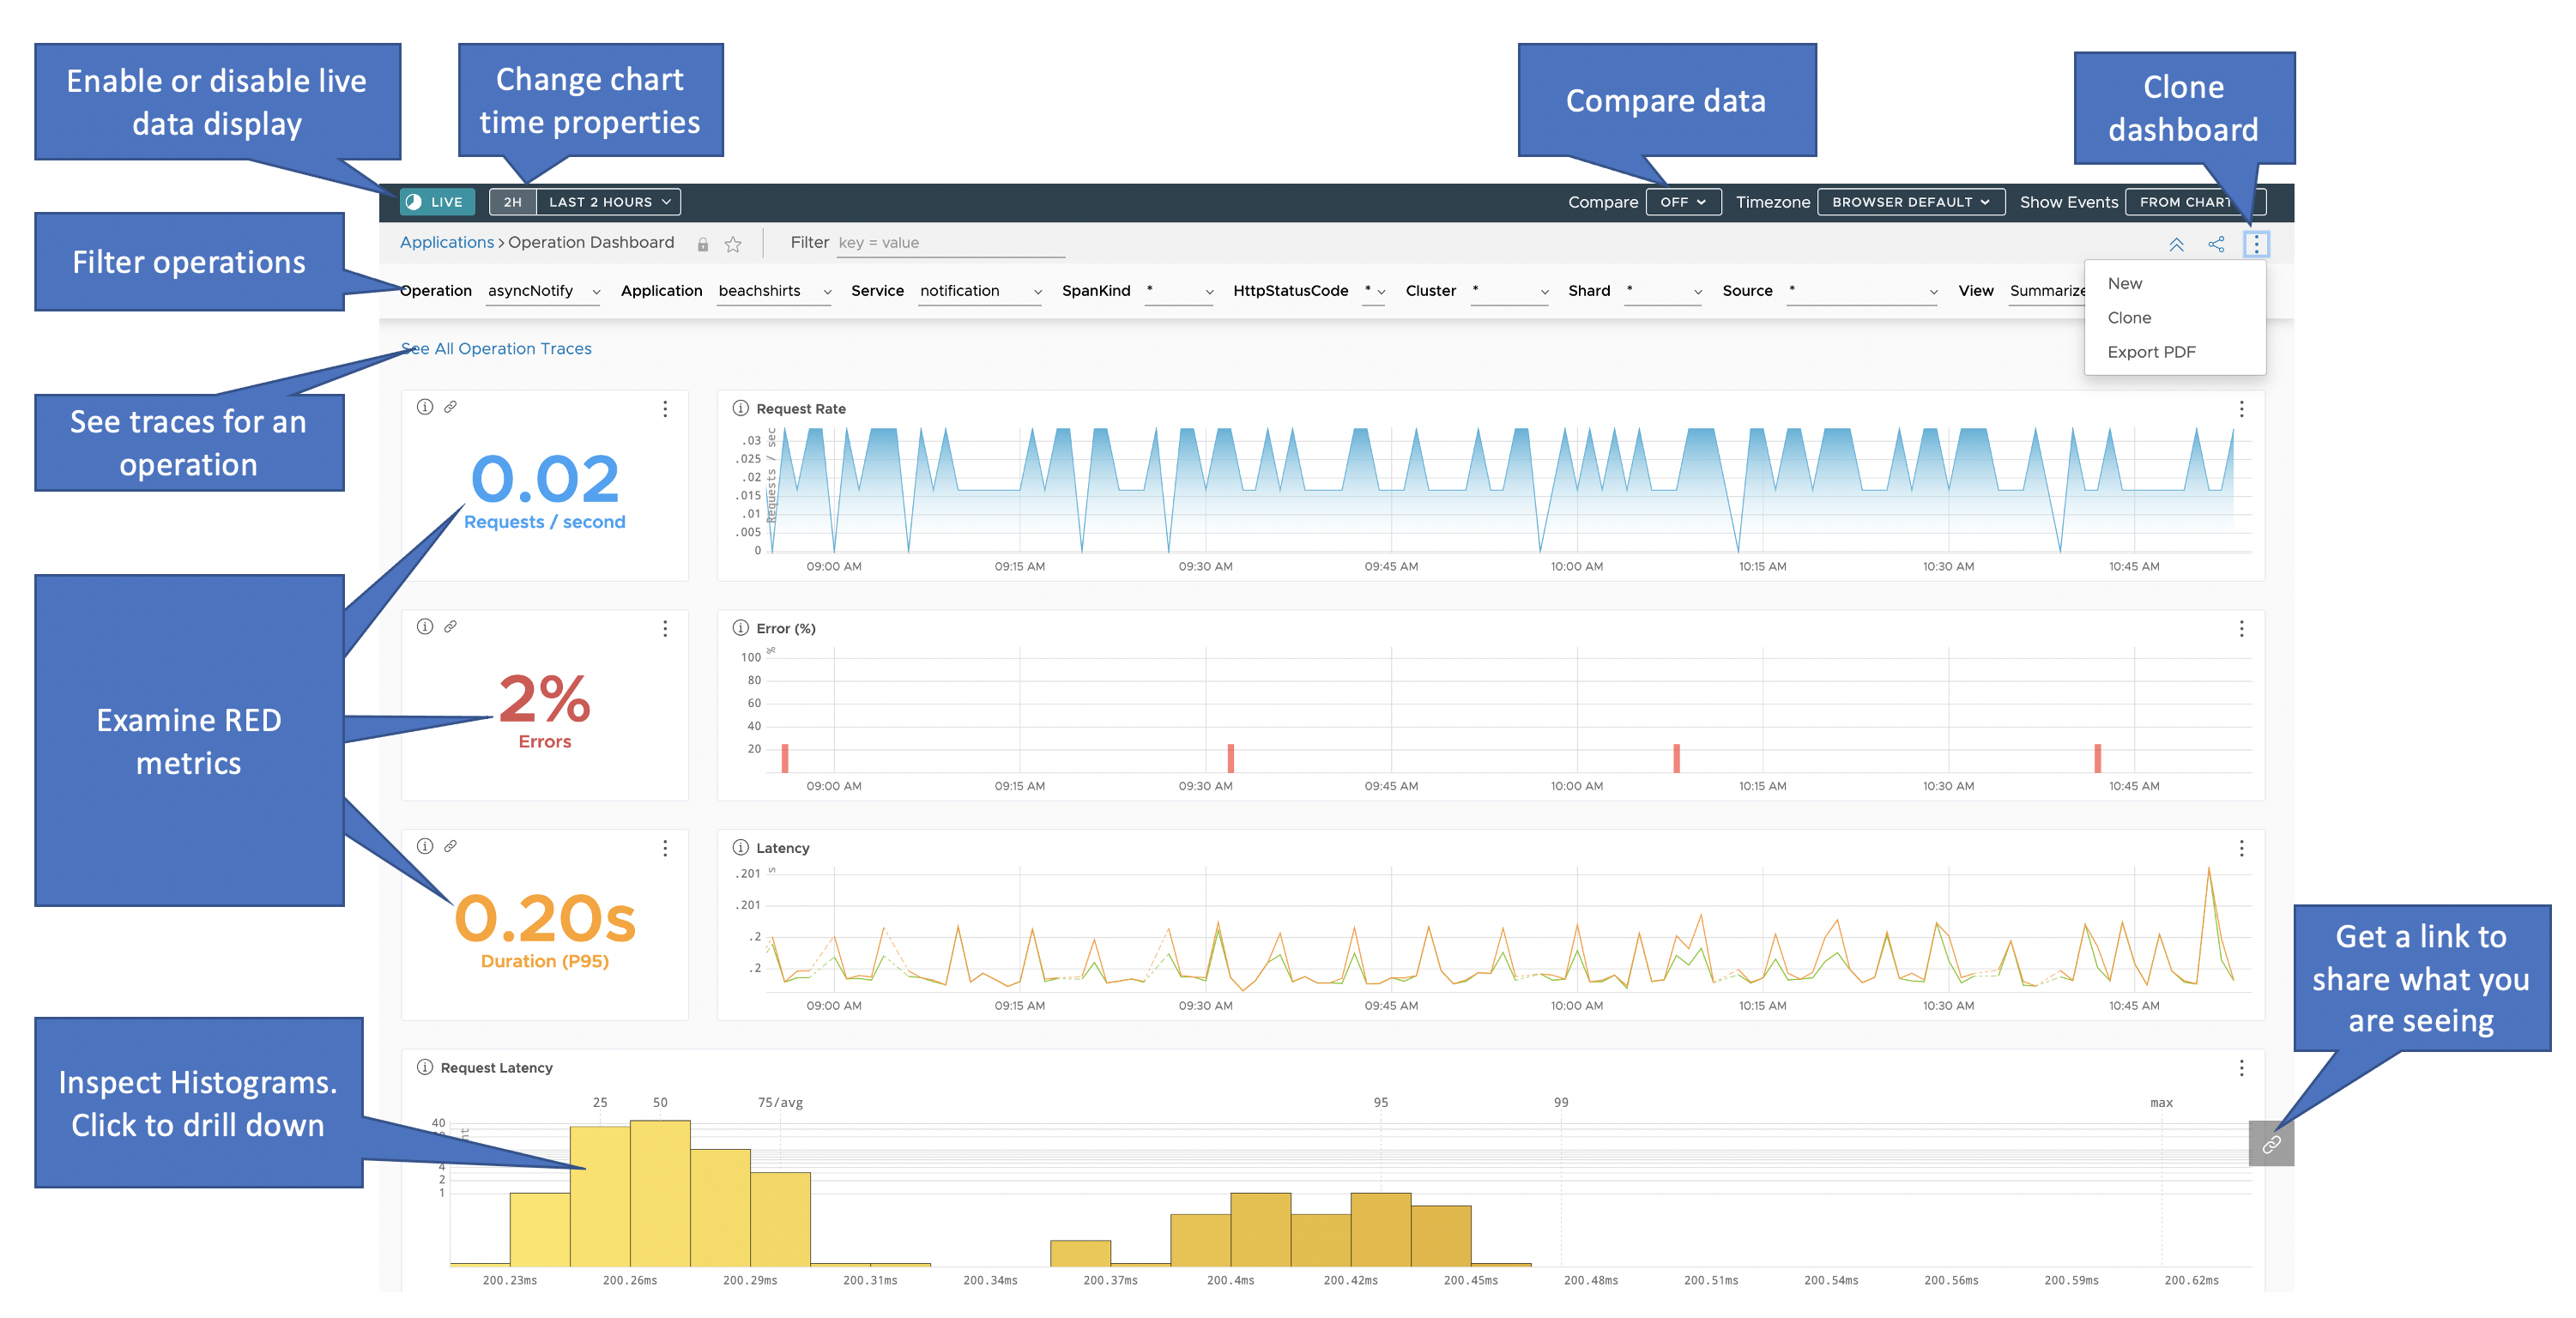 Enable or disable live
data display
Change chart
time properties
Compare data
Clone
dashboard
LIVE
2H LAST 2 HOURS
Compare OFF Timezone BROWSER DEFAULT Show Events FROM CHART
Filter operations
Applications > Operation Dashboard Filter key = value
Operation asyncNotify Application beachshirts Service notification SpanKind * HttpStatusCode * Cluster * Shard * Source * View Summarize
New
Clone
Export PDF
See All Operation Traces
See traces for an
operation
0.02
Requests / second
Request Rate
Requests / sec
.03
.025
.02
.015
.01
.005
0
09:00 AM 09:15 AM 09:30 AM 09:45 AM 10:00 AM 10:15 AM 10:30 AM 10:45 AM
Examine RED
metrics
2%
Errors
Error (%)
%
100
80
60
40
20
09:00 AM 09:15 AM 09:30 AM 09:45 AM 10:00 AM 10:15 AM 10:30 AM 10:45 AM
0.20s
Duration (P95)
Latency
s
.201
.201
.2
.2
09:00 AM 09:15 AM 09:30 AM 09:45 AM 10:00 AM 10:15 AM 10:30 AM 10:45 AM
Get a link to
share what you
are seeing
Inspect Histograms.
Click to drill down
Request Latency
25 50 75/avg 95 99 max
40
4
2
1
200.23ms 200.26ms 200.29ms 200.31ms 200.34ms 200.37ms 200.4ms 200.42ms 200.45ms 200.48ms 200.51ms 200.54ms 200.56ms 200.59ms 200.62ms